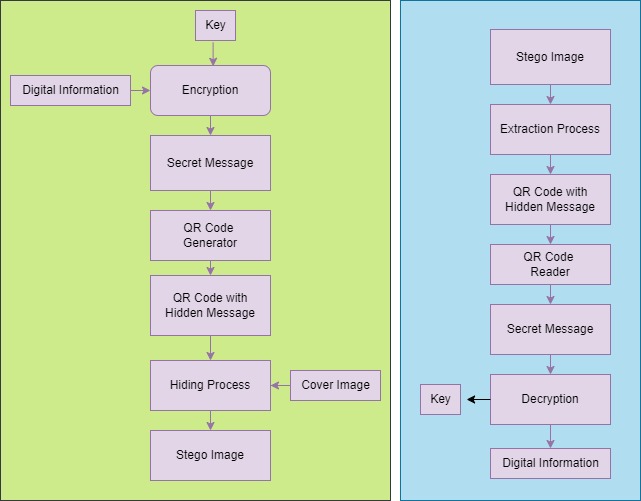 Key
Digital Information
Encryption
Secret Message
QR Code
Generator
QR Code with
Hidden Message
Hiding Process
Cover Image
Stego Image
Stego Image
Extraction Process
QR Code with
Hidden Message
QR Code
Reader
Secret Message
Key
Decryption
Digital Information